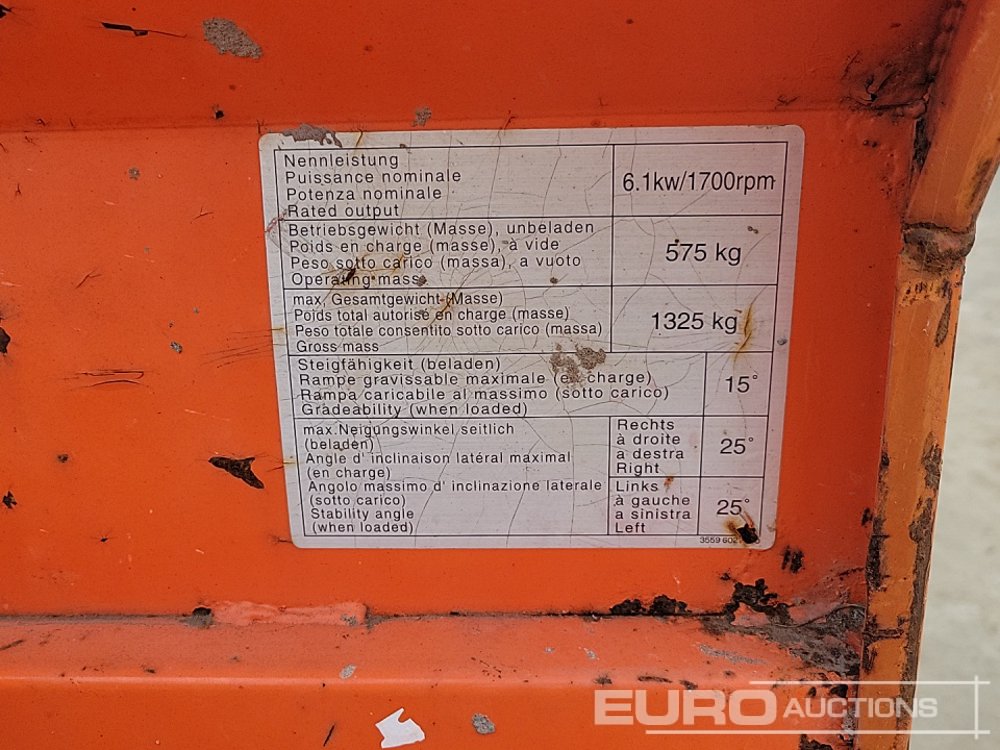 Nennleistung
Puissance nominale
Potenza nominale
Rated output
6.1kw/1700rpm
Betriebsgewicht (Masse), unbeladen
Poids en charge (masse), à vide
Peso sotto carico (massa), a vuoto
Operating mass
575 kg
max, Gesamtgewicht (Masse)
Poids total autorisé en charge (masse)
Peso totale consentito sotto carico (massa)
Gross mass
1325 kg
Steigfähigkeit (beladen)
Rampe gravissable maximale (en charge)
Rampa caricabile al massimo (sotto carico)
Gradeability (when loaded)
15°
max.Neigungswinkel seitlich
(beladen)
Angle d' inclinaison latéral maximal
(en charge)
Angolo massimo d' inclinazione laterale
(sotto carico)
Stability angle
(when loaded)
Rechts
à droite
a destra
Right
25°
Links
à gauche
a sinistra
Left
25°
3559 602
EURO AUCTIONS